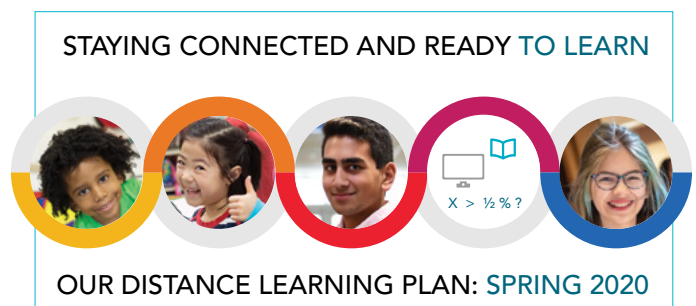 STAYING CONNECTED AND READY TO LEARN
X > ½ % ?
OUR DISTANCE LEARNING PLAN: SPRING 2020